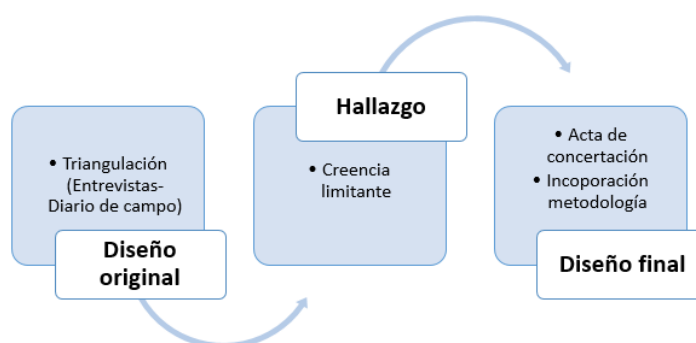 • Triangulación
(Entrevistas-
Diario de campo)
Diseño
original
Hallazgo
• Creencia
limitante
• Acta de
concertación
• Incoporación
metodología
Diseño final